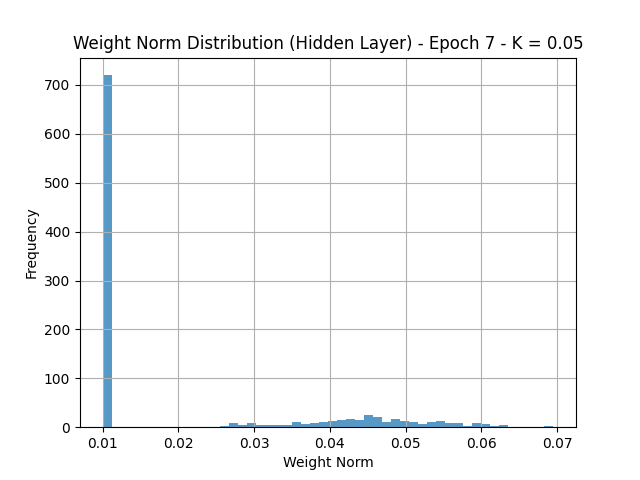 Weight Norm Distribution (Hidden Layer) - Epoch 7 - K = 0.05
700
600
500
400
300
200
100
0
Frequency
0.01 0.02 0.03 0.04 0.05 0.06 0.07
Weight Norm